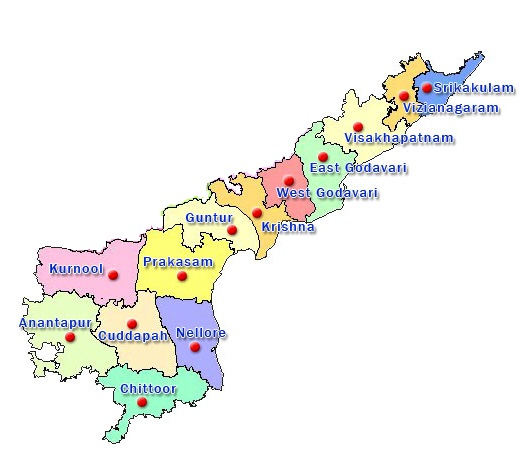 Srikakulam
Vizianagaram
Visakhapatnam
East Godavari
West Godavari
Guntur
Krishna
Prakasam
Kurnool
Anantapur
Cuddapah
Nellore
Chittoor